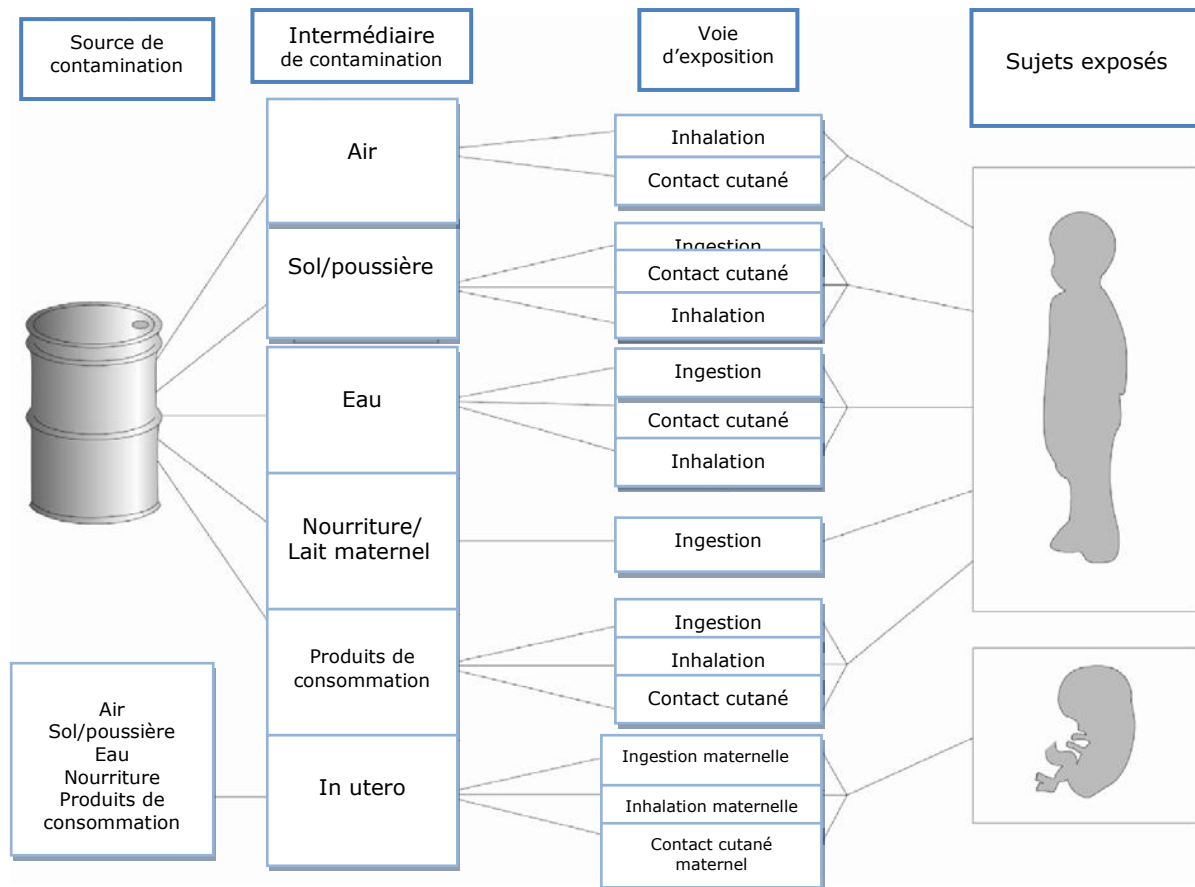 Source de
contamination
Intermédiaire
de contamination
Voie
d'exposition
Sujets exposés
Air
Inhalation
Contact cutané
Sol/poussière
Ingestion
Contact cutané
Inhalation
Eau
Ingestion
Contact cutané
Inhalation
Nourriture/
Lait maternel
Ingestion
Produits de
consommation
Ingestion
Inhalation
Contact cutané
Air
Sol/poussière
Eau
Nourriture
Produits de
consommation
In utero
Ingestion maternelle
Inhalation maternelle
Contact cutané
maternel